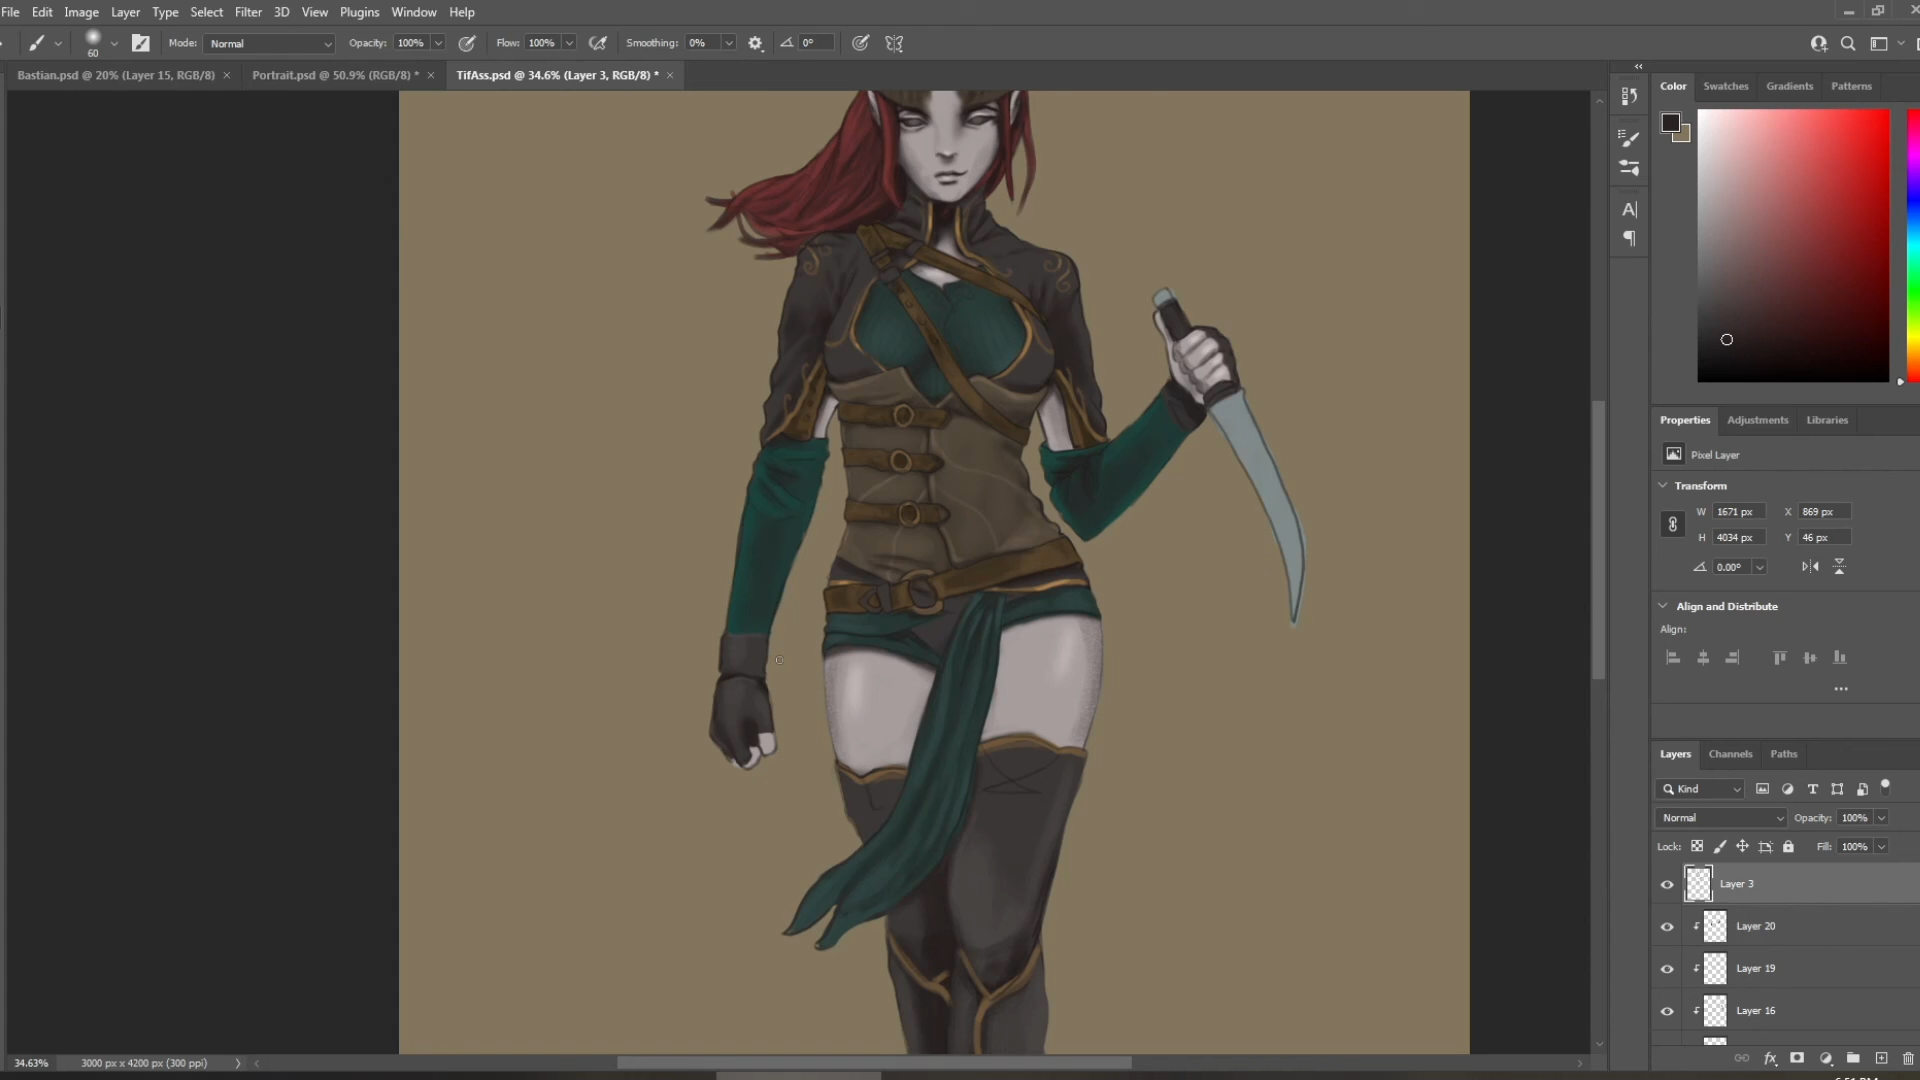 File Edit Image Layer Type Select Filter 3D View Plugins Window Help
60 Mode: Normal Opacity: 100% Flow: 100% Smoothing: 0% 0°
Bastian.psd @ 20% (Layer 15, RGB/8) × Portrait.psd @ 50.9% (RGB/8) * × TifAss.psd @ 34.6% (Layer 3, RGB/8) * ×
Color Swatches Gradients Patterns
Properties Adjustments Libraries
Pixel Layer
Transform
W 1671 px X 869 px
H 4034 px Y 46 px
0.00°
Align and Distribute
Align:
Layers Channels Paths
Kind
Normal Opacity: 100%
Lock: Fill: 100%
Layer 3
Layer 20
Layer 19
Layer 16
34.63% 3000 px x 4200 px (300 ppi)